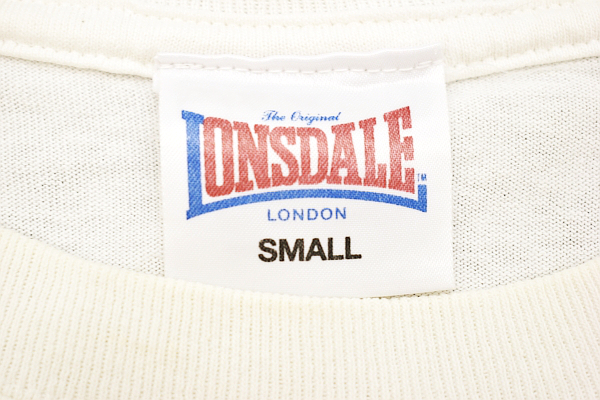 The Original
LONSDALE
TM
LONDON
SMALL